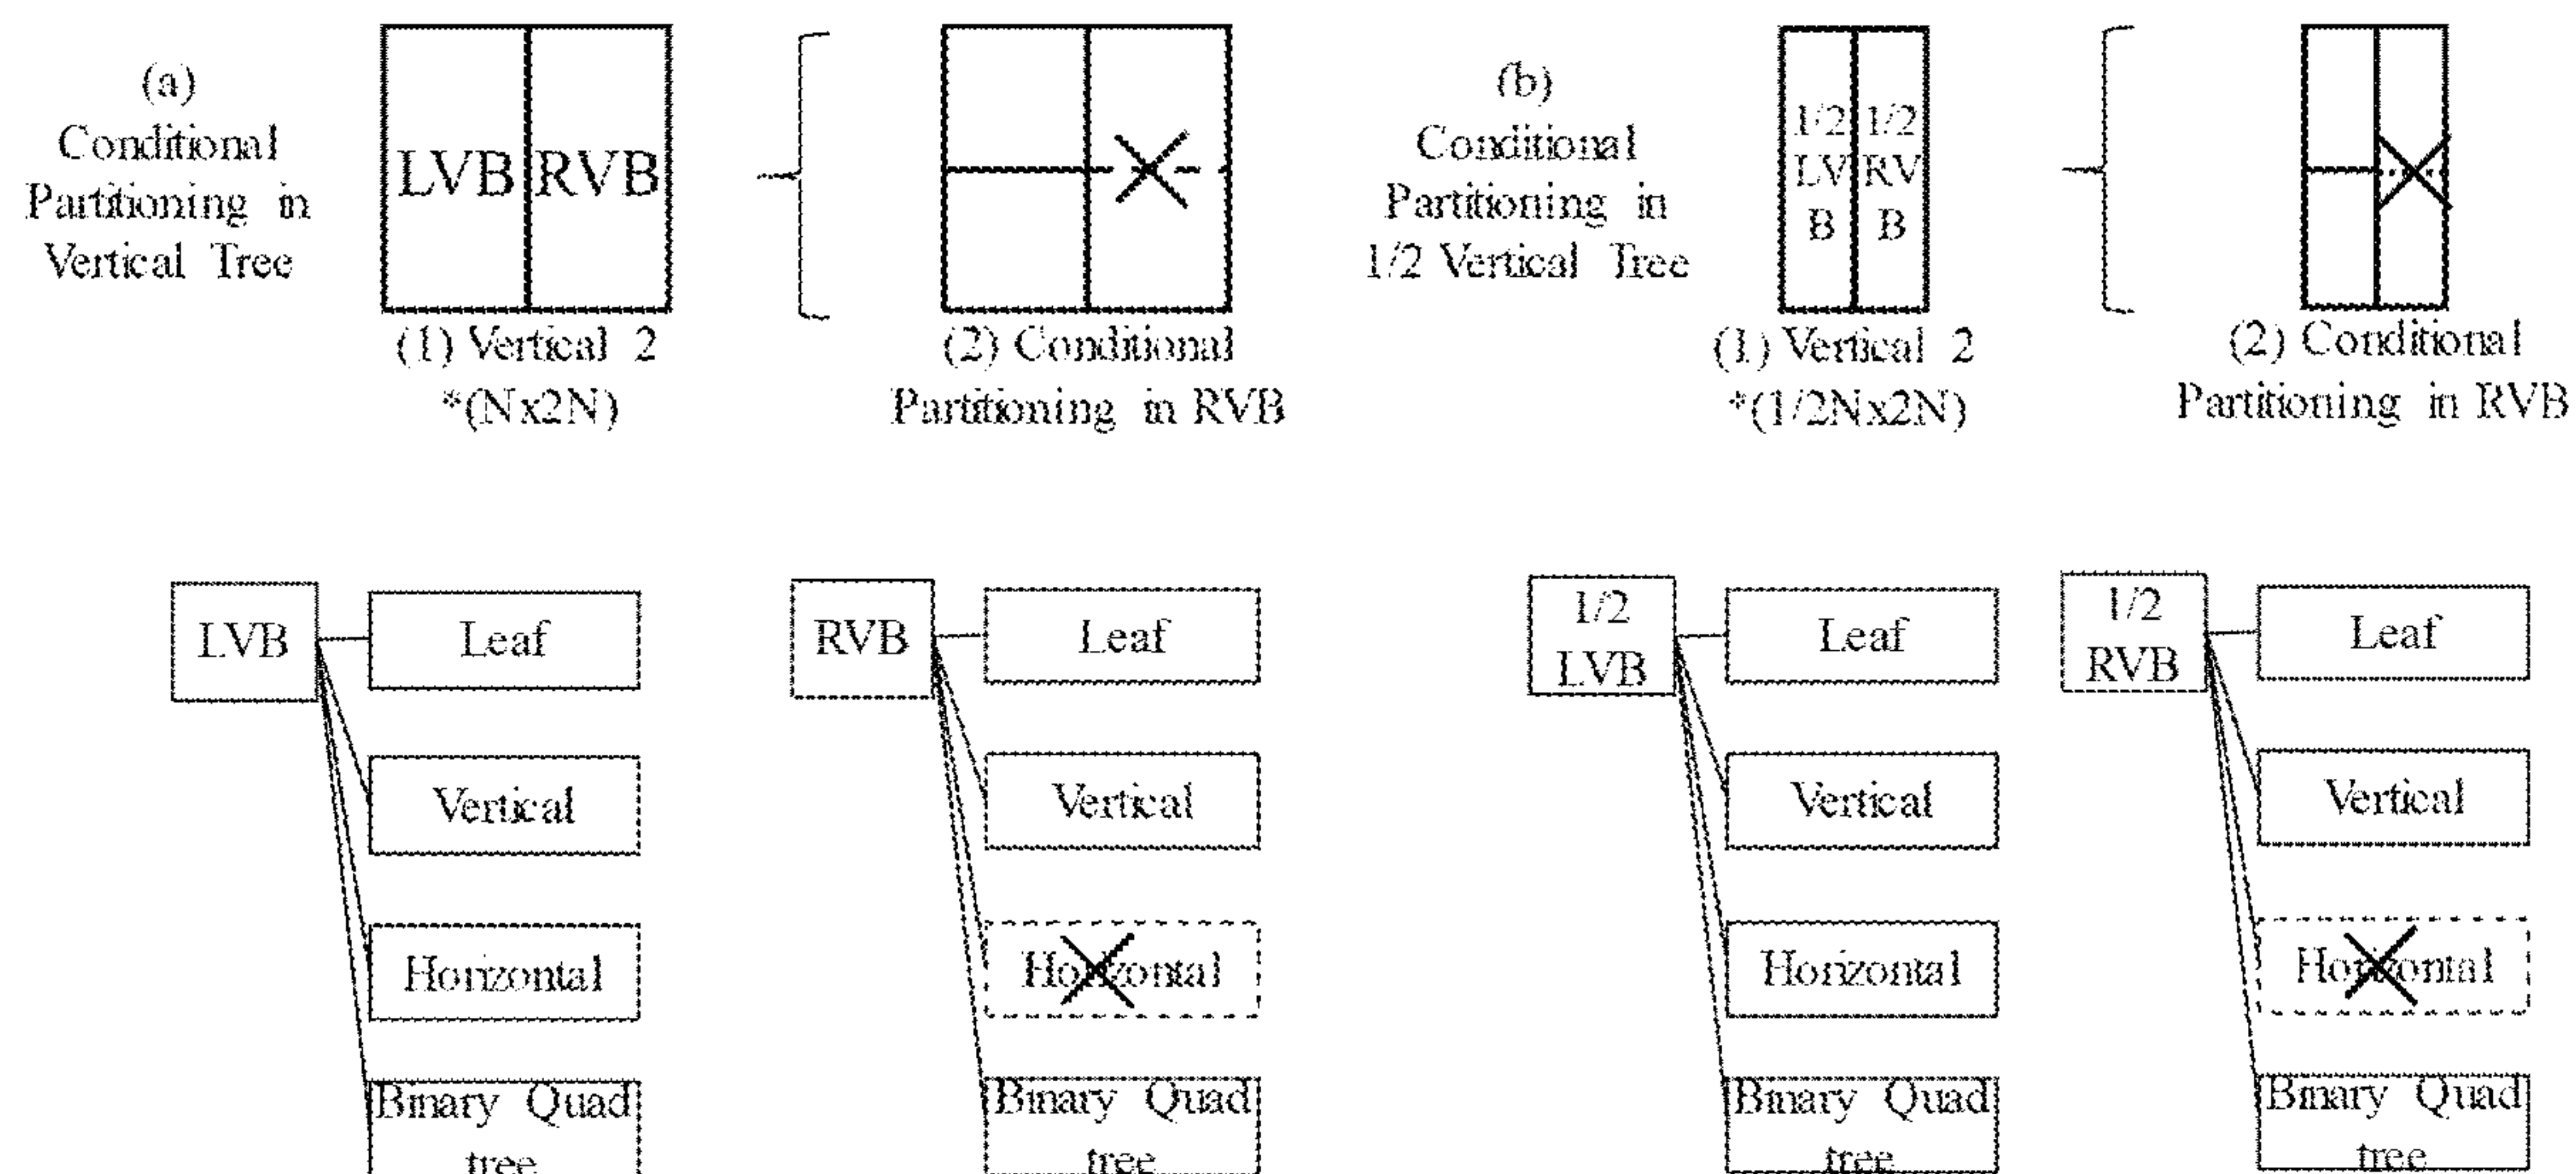 (a)
Conditional
Partitioning in
Vertical Tree
LVB
RVB
(1) Vertical 2
*(Nx2N)
(2) Conditional
Partitioning in RVB
(b)
Conditional
Partitioning in
1/2 Vertical Tree
1/2
LV
B
1/2
RV
B
(1) Vertical 2
*(1/2Nx2N)
(2) Conditional
Partitioning in RVB
LVB
Leaf
Vertical
Horizontal
Binary Quad
tree
RVB
Leaf
Vertical
Horizontal
Binary Quad
tree
1/2
LVB
Leaf
Vertical
Horizontal
Binary Quad
tree
1/2
RVB
Leaf
Vertical
Horizontal
Binary Quad
tree